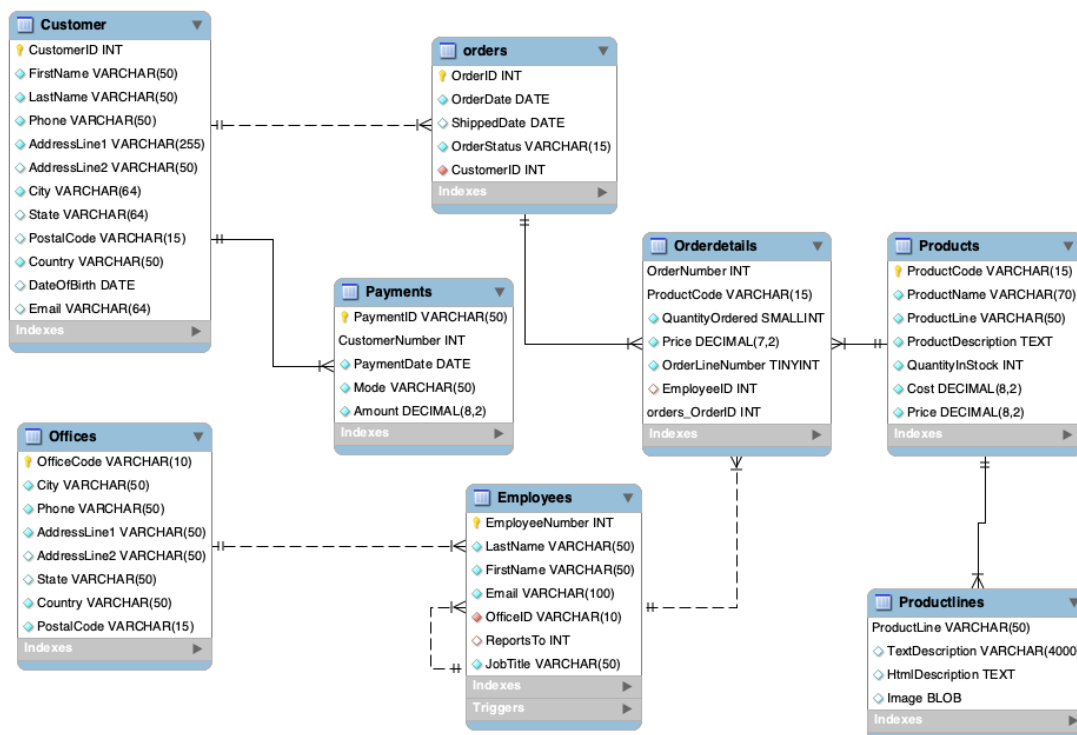 Customer
CustomerID INT
FirstName VARCHAR(50)
LastName VARCHAR(50)
Phone VARCHAR(50)
AddressLine1 VARCHAR(255)
AddressLine2 VARCHAR(50)
City VARCHAR(64)
State VARCHAR(64)
PostalCode VARCHAR(15)
Country VARCHAR(50)
DateOfBirth DATE
Email VARCHAR(64)
Indexes
orders
OrderID INT
OrderDate DATE
ShippedDate DATE
OrderStatus VARCHAR(15)
CustomerID INT
Indexes
Payments
PaymentID VARCHAR(50)
CustomerNumber INT
PaymentDate DATE
Mode VARCHAR(50)
Amount DECIMAL(8,2)
Indexes
Orderdetails
OrderNumber INT
ProductCode VARCHAR(15)
QuantityOrdered SMALLINT
Price DECIMAL(7,2)
OrderLineNumber TINYINT
EmployeeID INT
orders_OrderID INT
Indexes
Products
ProductCode VARCHAR(15)
ProductName VARCHAR(70)
ProductLine VARCHAR(50)
ProductDescription TEXT
QuantityInStock INT
Cost DECIMAL(8,2)
Price DECIMAL(8,2)
Indexes
Offices
OfficeCode VARCHAR(10)
City VARCHAR(50)
Phone VARCHAR(50)
AddressLine1 VARCHAR(50)
AddressLine2 VARCHAR(50)
State VARCHAR(50)
Country VARCHAR(50)
PostalCode VARCHAR(15)
Indexes
Employees
EmployeeNumber INT
LastName VARCHAR(50)
FirstName VARCHAR(50)
Email VARCHAR(100)
OfficeID VARCHAR(10)
ReportsTo INT
JobTitle VARCHAR(50)
Indexes
Triggers
Productlines
ProductLine VARCHAR(50)
TextDescription VARCHAR(4000)
HtmlDescription TEXT
Image BLOB
Indexes